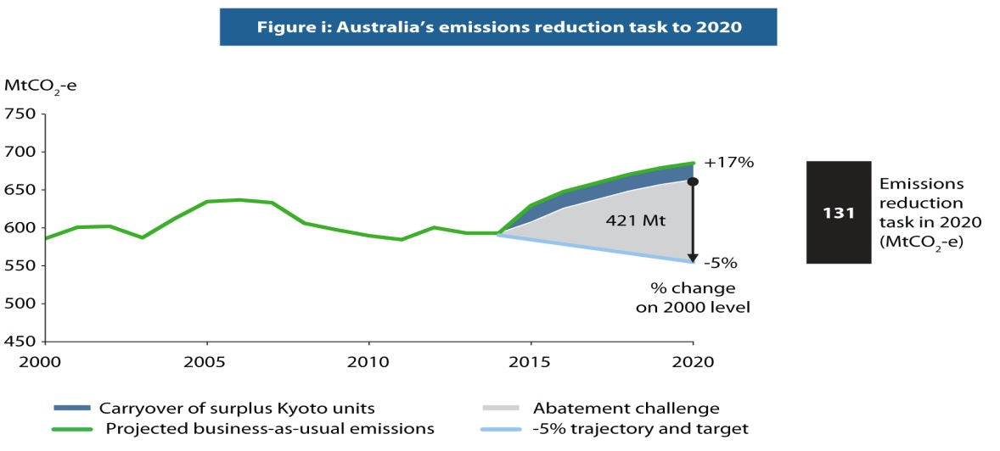 Figure i: Australia's emissions reduction task to 2020
MtCO₂-e
750
700
650
600
550
500
450
2000
2005
2010
2015
2020
+17%
421 Mt
-5%
% change
on 2000 level
131
Emissions
reduction
task in 2020
(MtCO₂-e)
Carryover of surplus Kyoto units
Abatement challenge
Projected business-as-usual emissions
-5% trajectory and target